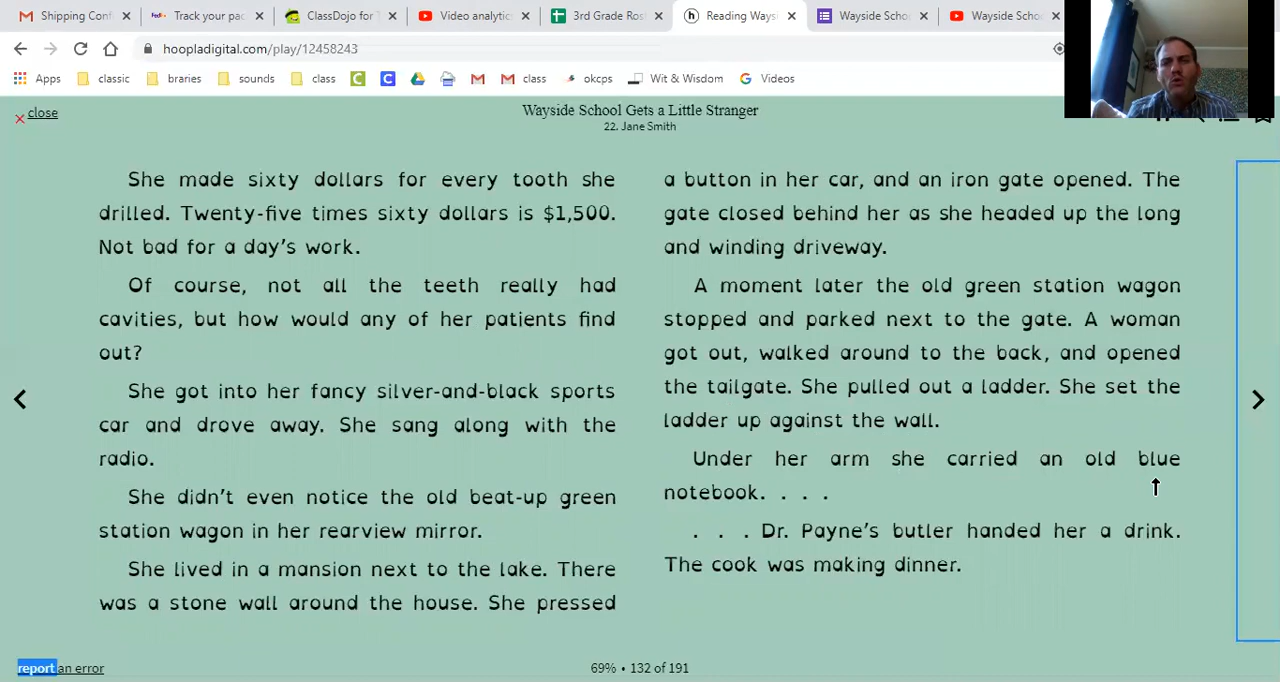 Shipping Conf
Track your pac
ClassDojo for T
Video analytic
3rd Grade Ros
Reading Waysi
Wayside Schoo
Wayside Schoo
hoopladigital.com/play/12458243
Apps
classic
braries
sounds
class
class
okcps
Wit & Wisdom
Videos
close
Wayside School Gets a Little Stranger
22. Jane Smith
She made sixty dollars for every tooth she
drilled. Twenty-five times sixty dollars is $1,500.
Not bad for a day's work.
Of course, not all the teeth really had
cavities, but how would any of her patients find
out?
She got into her fancy silver-and-black sports
car and drove away. She sang along with the
radio.
She didn't even notice the old beat-up green
station wagon in her rearview mirror.
She lived in a mansion next to the lake. There
was a stone wall around the house. She pressed
a button in her car, and an iron gate opened. The
gate closed behind her as she headed up the long
and winding driveway.
A moment later the old green station wagon
stopped and parked next to the gate. A woman
got out, walked around to the back, and opened
the tailgate. She pulled out a ladder. She set the
ladder up against the wall.
Under her arm she carried an old blue
notebook. . . .
. . . Dr. Payne's butler handed her a drink.
The cook was making dinner.
report an error
69% • 132 of 191